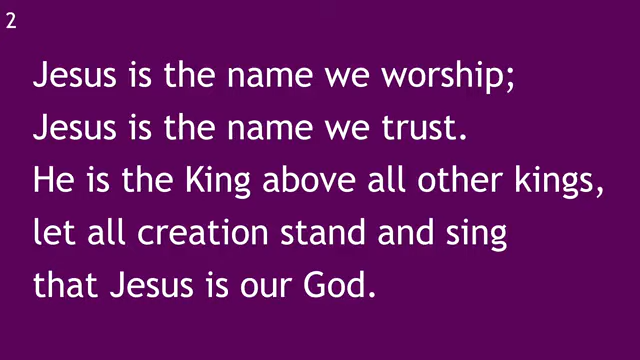 2
Jesus is the name we worship;
Jesus is the name we trust.
He is the King above all other kings,
let all creation stand and sing
that Jesus is our God.